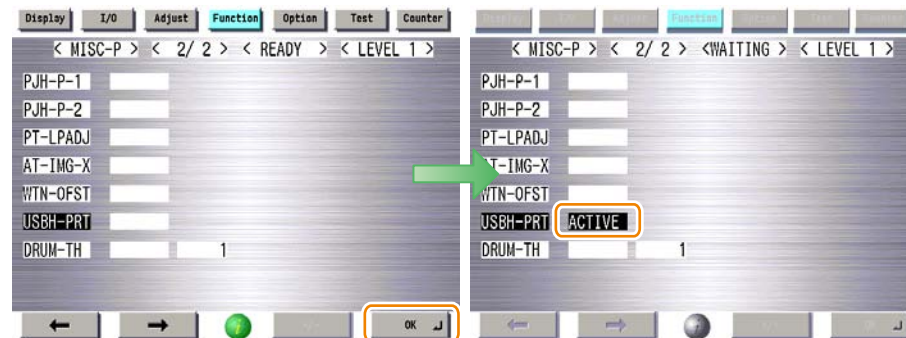 Display I/O Adjust Function Option Test Counter
< MISC-P > < 2/ 2 > < READY > < LEVEL 1 >
PJH-P-1
PJH-P-2
PT-LPADJ
AT-IMG-X
WTN-OFST
USBH-PRT
DRUM-TH 1
OK
Display I/O Adjust Function Option Test Counter
< MISC-P > < 2/ 2 > <WAITING > < LEVEL 1 >
PJH-P-1
PJH-P-2
PT-LPADJ
AT-IMG-X
WTN-OFST
USBH-PRT ACTIVE
DRUM-TH 1